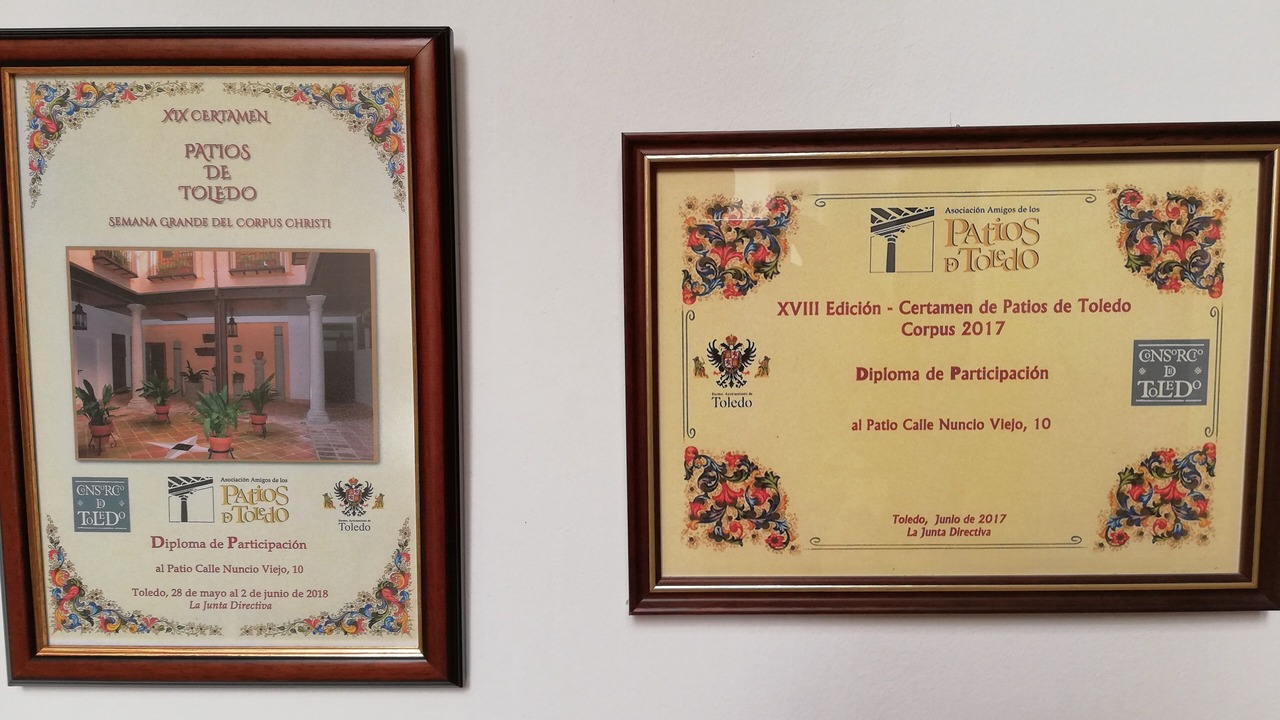 XIX CERTAMEN
PATIOS
DE
TOLEDO
SEMANA GRANDE DEL CORPUS CHRISTI
CONSORCIO
DE
TOLEDO
Asociación Amigos de los
PATIOS
D TOLEDO
Toledo
Diploma de Participación
al Patio Calle Nuncio Viejo, 10
Toledo, 28 de mayo al 2 de junio de 2018
La Junta Directiva
Asociación Amigos de los
PATIOS
D TOLEDO
XVIII Edición - Certamen de Patios de Toledo
Corpus 2017
Excmo. Ayuntamiento de
Toledo
Diploma de Participación
CONSORCIO
DE
TOLEDO
al Patio Calle Nuncio Viejo, 10
Toledo, Junio de 2017
La Junta Directiva